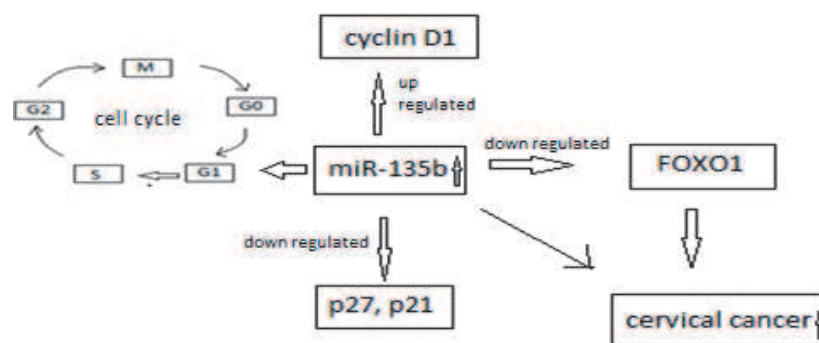 cyclin D1
M
up
regulated
G2
G0
cell cycle
down regulated
miR-135b
FOXO1
S
G1
down regulated
p27, p21
cervical cancer